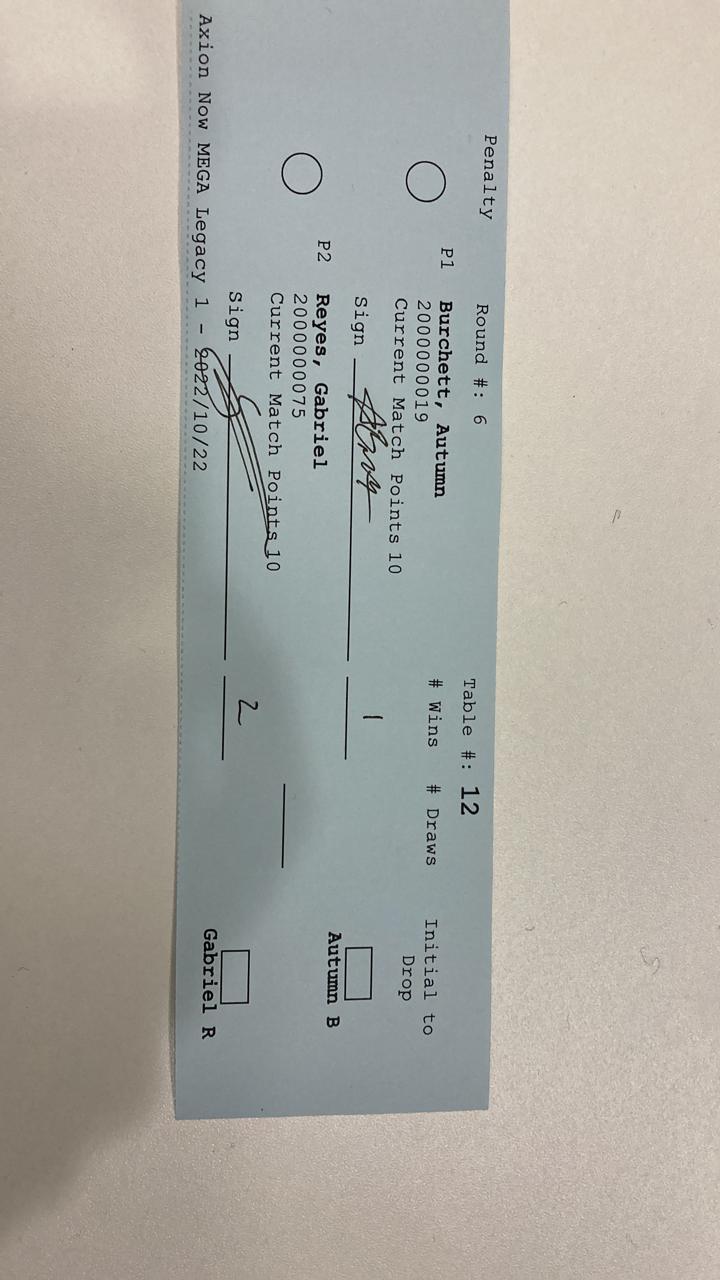 Penalty Round #: 6 Table #: 12
# Wins # Draws Initial to Drop
P1 Burchett, Autumn
2000000019
Current Match Points 10
Sign 1
Autumn B
P2 Reyes, Gabriel
2000000075
Current Match Points 10
Sign 2
Gabriel R
Axion Now MEGA Legacy 1 - 2022/10/22